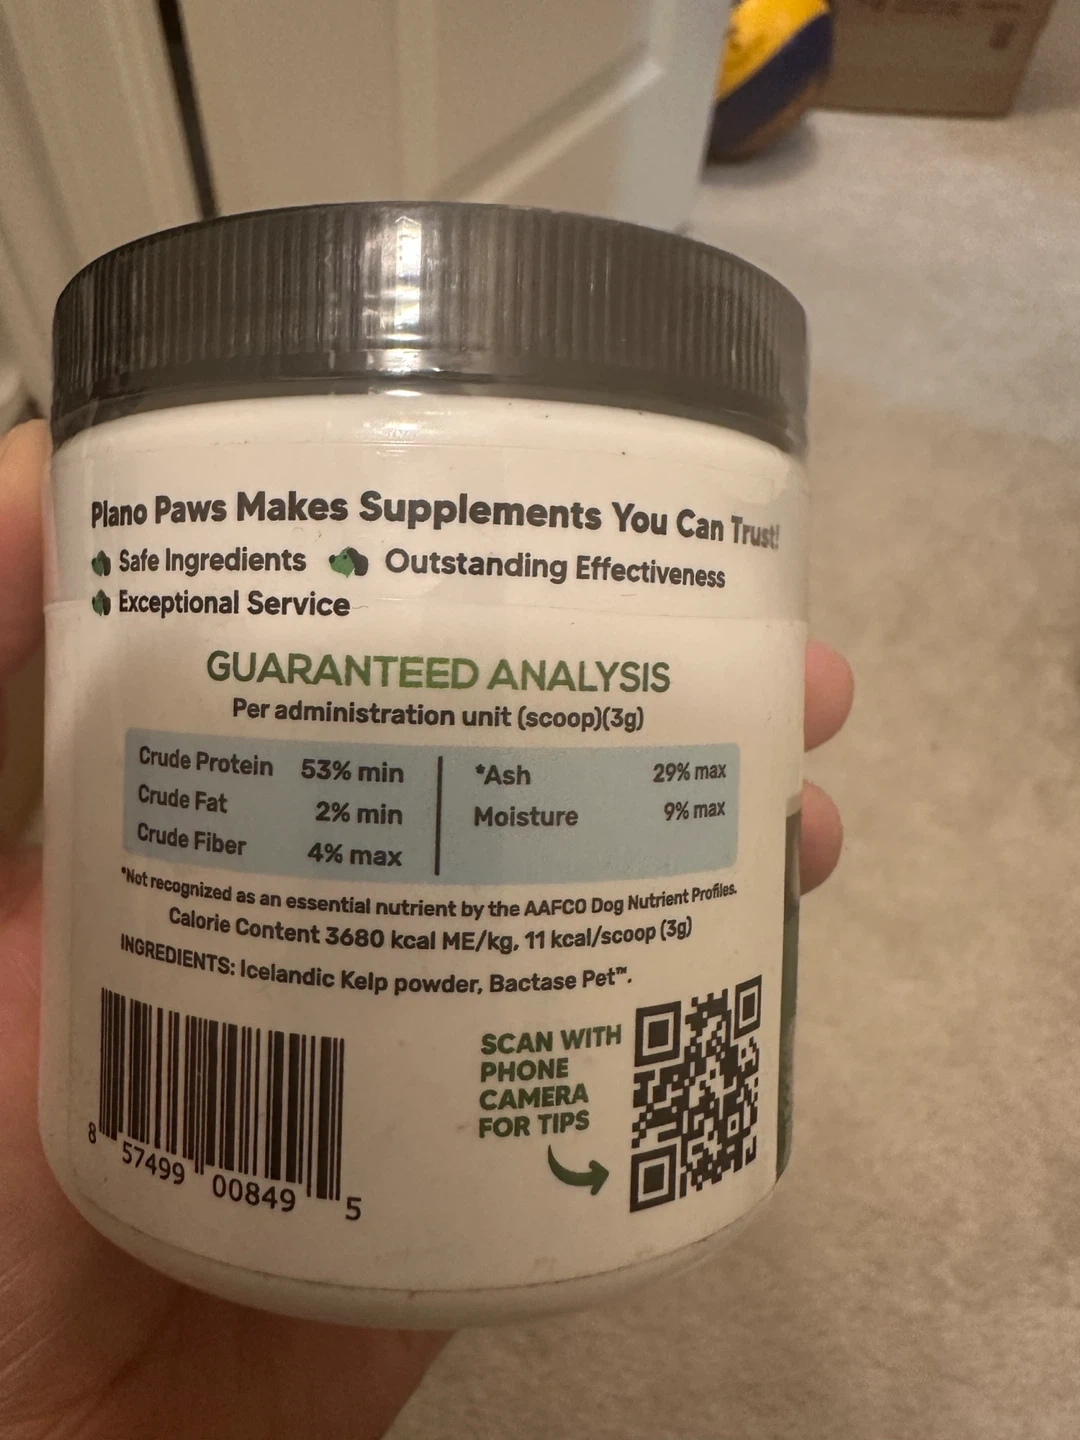 Plano Paws Makes Supplements You Can Trust!
Safe Ingredients Outstanding Effectiveness
Exceptional Service
GUARANTEED ANALYSIS
Per administration unit (scoop)(3g)
Crude Protein 53% min
Crude Fat 2% min
Crude Fiber 4% max
*Ash 29% max
Moisture 9% max
*Not recognized as an essential nutrient by the AAFCO Dog Nutrient Profiles.
Calorie Content 3680 kcal ME/kg, 11 kcal/scoop (3g)
INGREDIENTS: Icelandic Kelp powder, Bactase Pet™.
SCAN WITH
PHONE
CAMERA
FOR TIPS
8 57499 00849 5